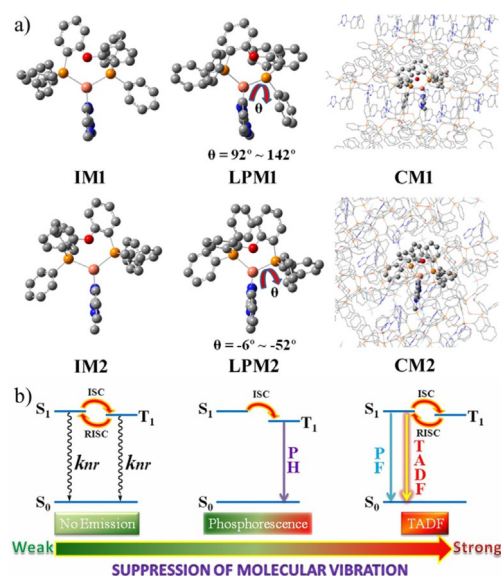 a)
θ
θ = 92° ~ 142°
IM1 LPM1 CM1
θ
θ = -6° ~ -52°
IM2 LPM2 CM2
b)
S1 ISC T1 RISC knr knr S0 No Emission
ISC S1 T1 PH S0 Phosphorescence
S1 ISC T1 RISC PF TADF S0 TADF
Weak Strong
SUPPRESSION OF MOLECULAR VIBRATION